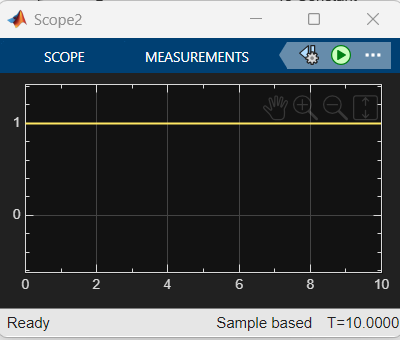 Scope2
SCOPE MEASUREMENTS
1
0
0 2 4 6 8 10
Ready Sample based T=10.0000